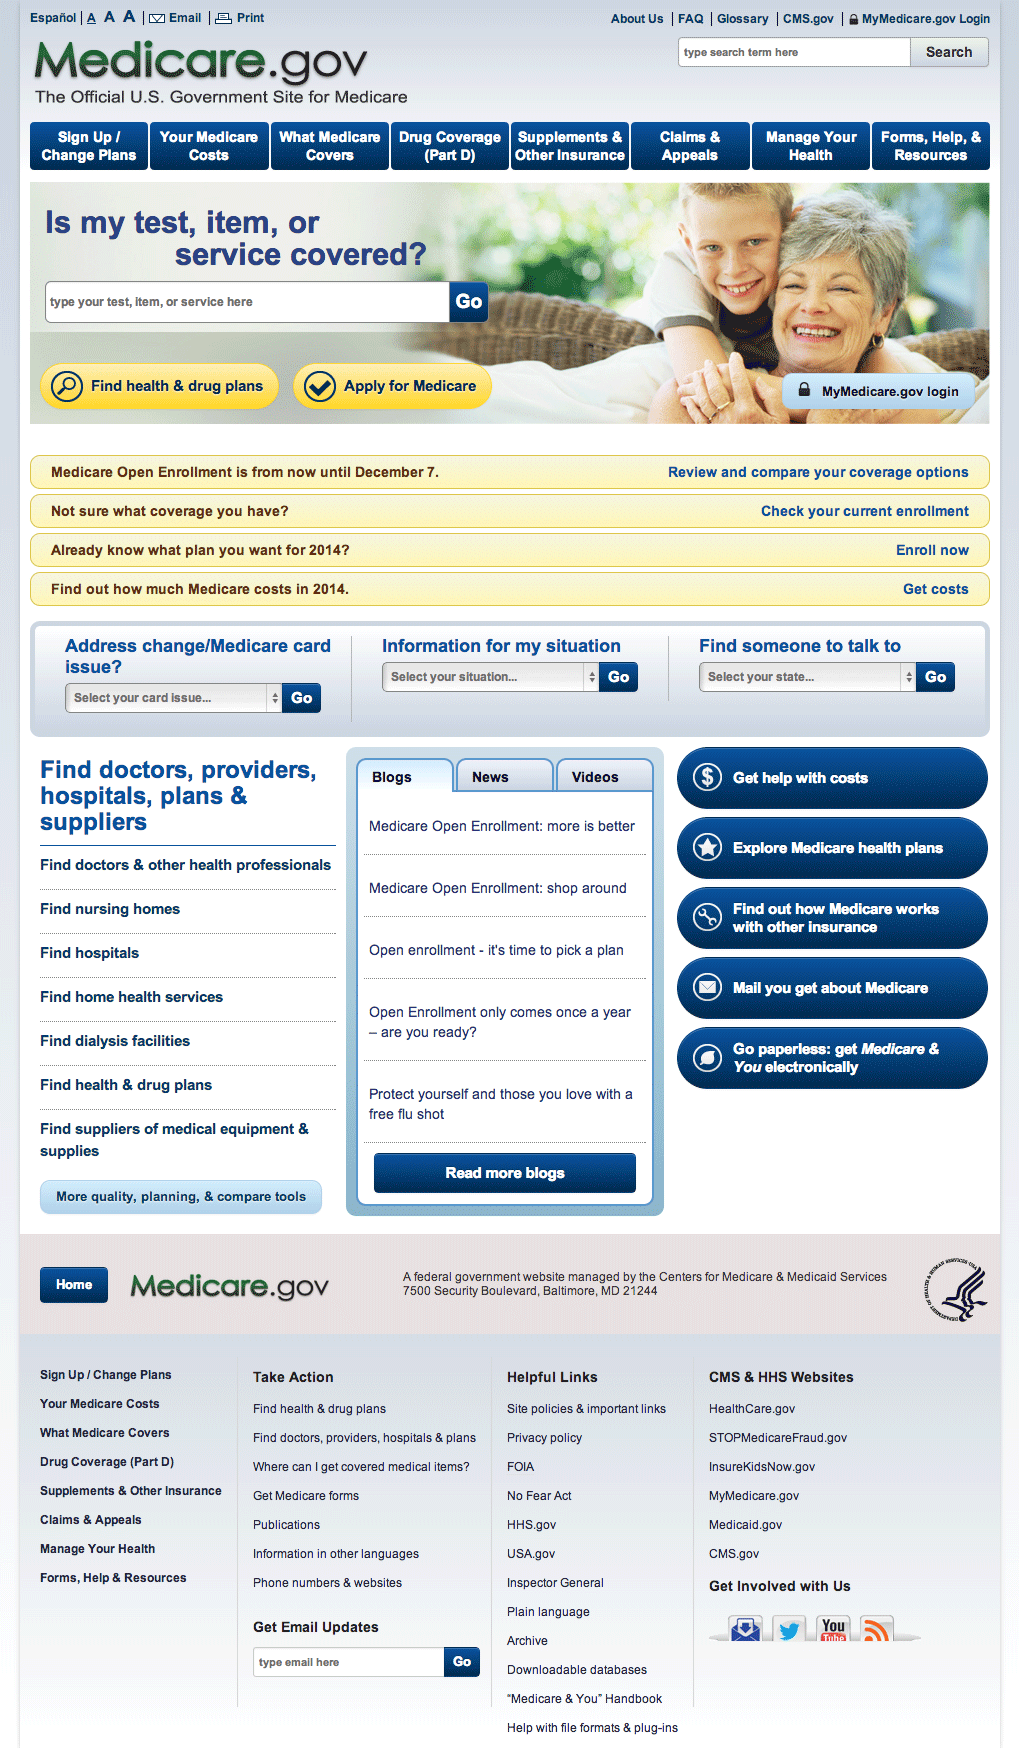 Español A A A Email Print
About Us FAQ Glossary CMS.gov MyMedicare.gov Login
Medicare.gov
The Official U.S. Government Site for Medicare
type search term here Search
Sign Up /
Change Plans
Your Medicare
Costs
What Medicare
Covers
Drug Coverage
(Part D)
Supplements &
Other Insurance
Claims &
Appeals
Manage Your
Health
Forms, Help, &
Resources
Is my test, item, or
service covered?
type your test, item, or service here Go
Find health & drug plans
Apply for Medicare
MyMedicare.gov login
Medicare Open Enrollment is from now until December 7. Review and compare your coverage options
Not sure what coverage you have? Check your current enrollment
Already know what plan you want for 2014? Enroll now
Find out how much Medicare costs in 2014. Get costs
Address change/Medicare card
issue?
Select your card issue... Go
Information for my situation
Select your situation... Go
Find someone to talk to
Select your state... Go
Find doctors, providers,
hospitals, plans &
suppliers
Find doctors & other health professionals
Find nursing homes
Find hospitals
Find home health services
Find dialysis facilities
Find health & drug plans
Find suppliers of medical equipment &
supplies
More quality, planning, & compare tools
Blogs News Videos
Medicare Open Enrollment: more is better
Medicare Open Enrollment: shop around
Open enrollment - it's time to pick a plan
Open Enrollment only comes once a year
– are you ready?
Protect yourself and those you love with a
free flu shot
Read more blogs
Get help with costs
Explore Medicare health plans
Find out how Medicare works
with other insurance
Mail you get about Medicare
Go paperless: get Medicare &
You electronically
Home
Medicare.gov
A federal government website managed by the Centers for Medicare & Medicaid Services
7500 Security Boulevard, Baltimore, MD 21244
DEPARTMENT OF HEALTH & HUMAN SERVICES USA
Sign Up / Change Plans
Your Medicare Costs
What Medicare Covers
Drug Coverage (Part D)
Supplements & Other Insurance
Claims & Appeals
Manage Your Health
Forms, Help & Resources
Take Action
Find health & drug plans
Find doctors, providers, hospitals & plans
Where can I get covered medical items?
Get Medicare forms
Publications
Information in other languages
Phone numbers & websites
Get Email Updates
type email here Go
Helpful Links
Site policies & important links
Privacy policy
FOIA
No Fear Act
HHS.gov
USA.gov
Inspector General
Plain language
Archive
Downloadable databases
“Medicare & You” Handbook
Help with file formats & plug-ins
CMS & HHS Websites
HealthCare.gov
STOPMedicareFraud.gov
InsureKidsNow.gov
MyMedicare.gov
Medicaid.gov
CMS.gov
Get Involved with Us
You
Tube